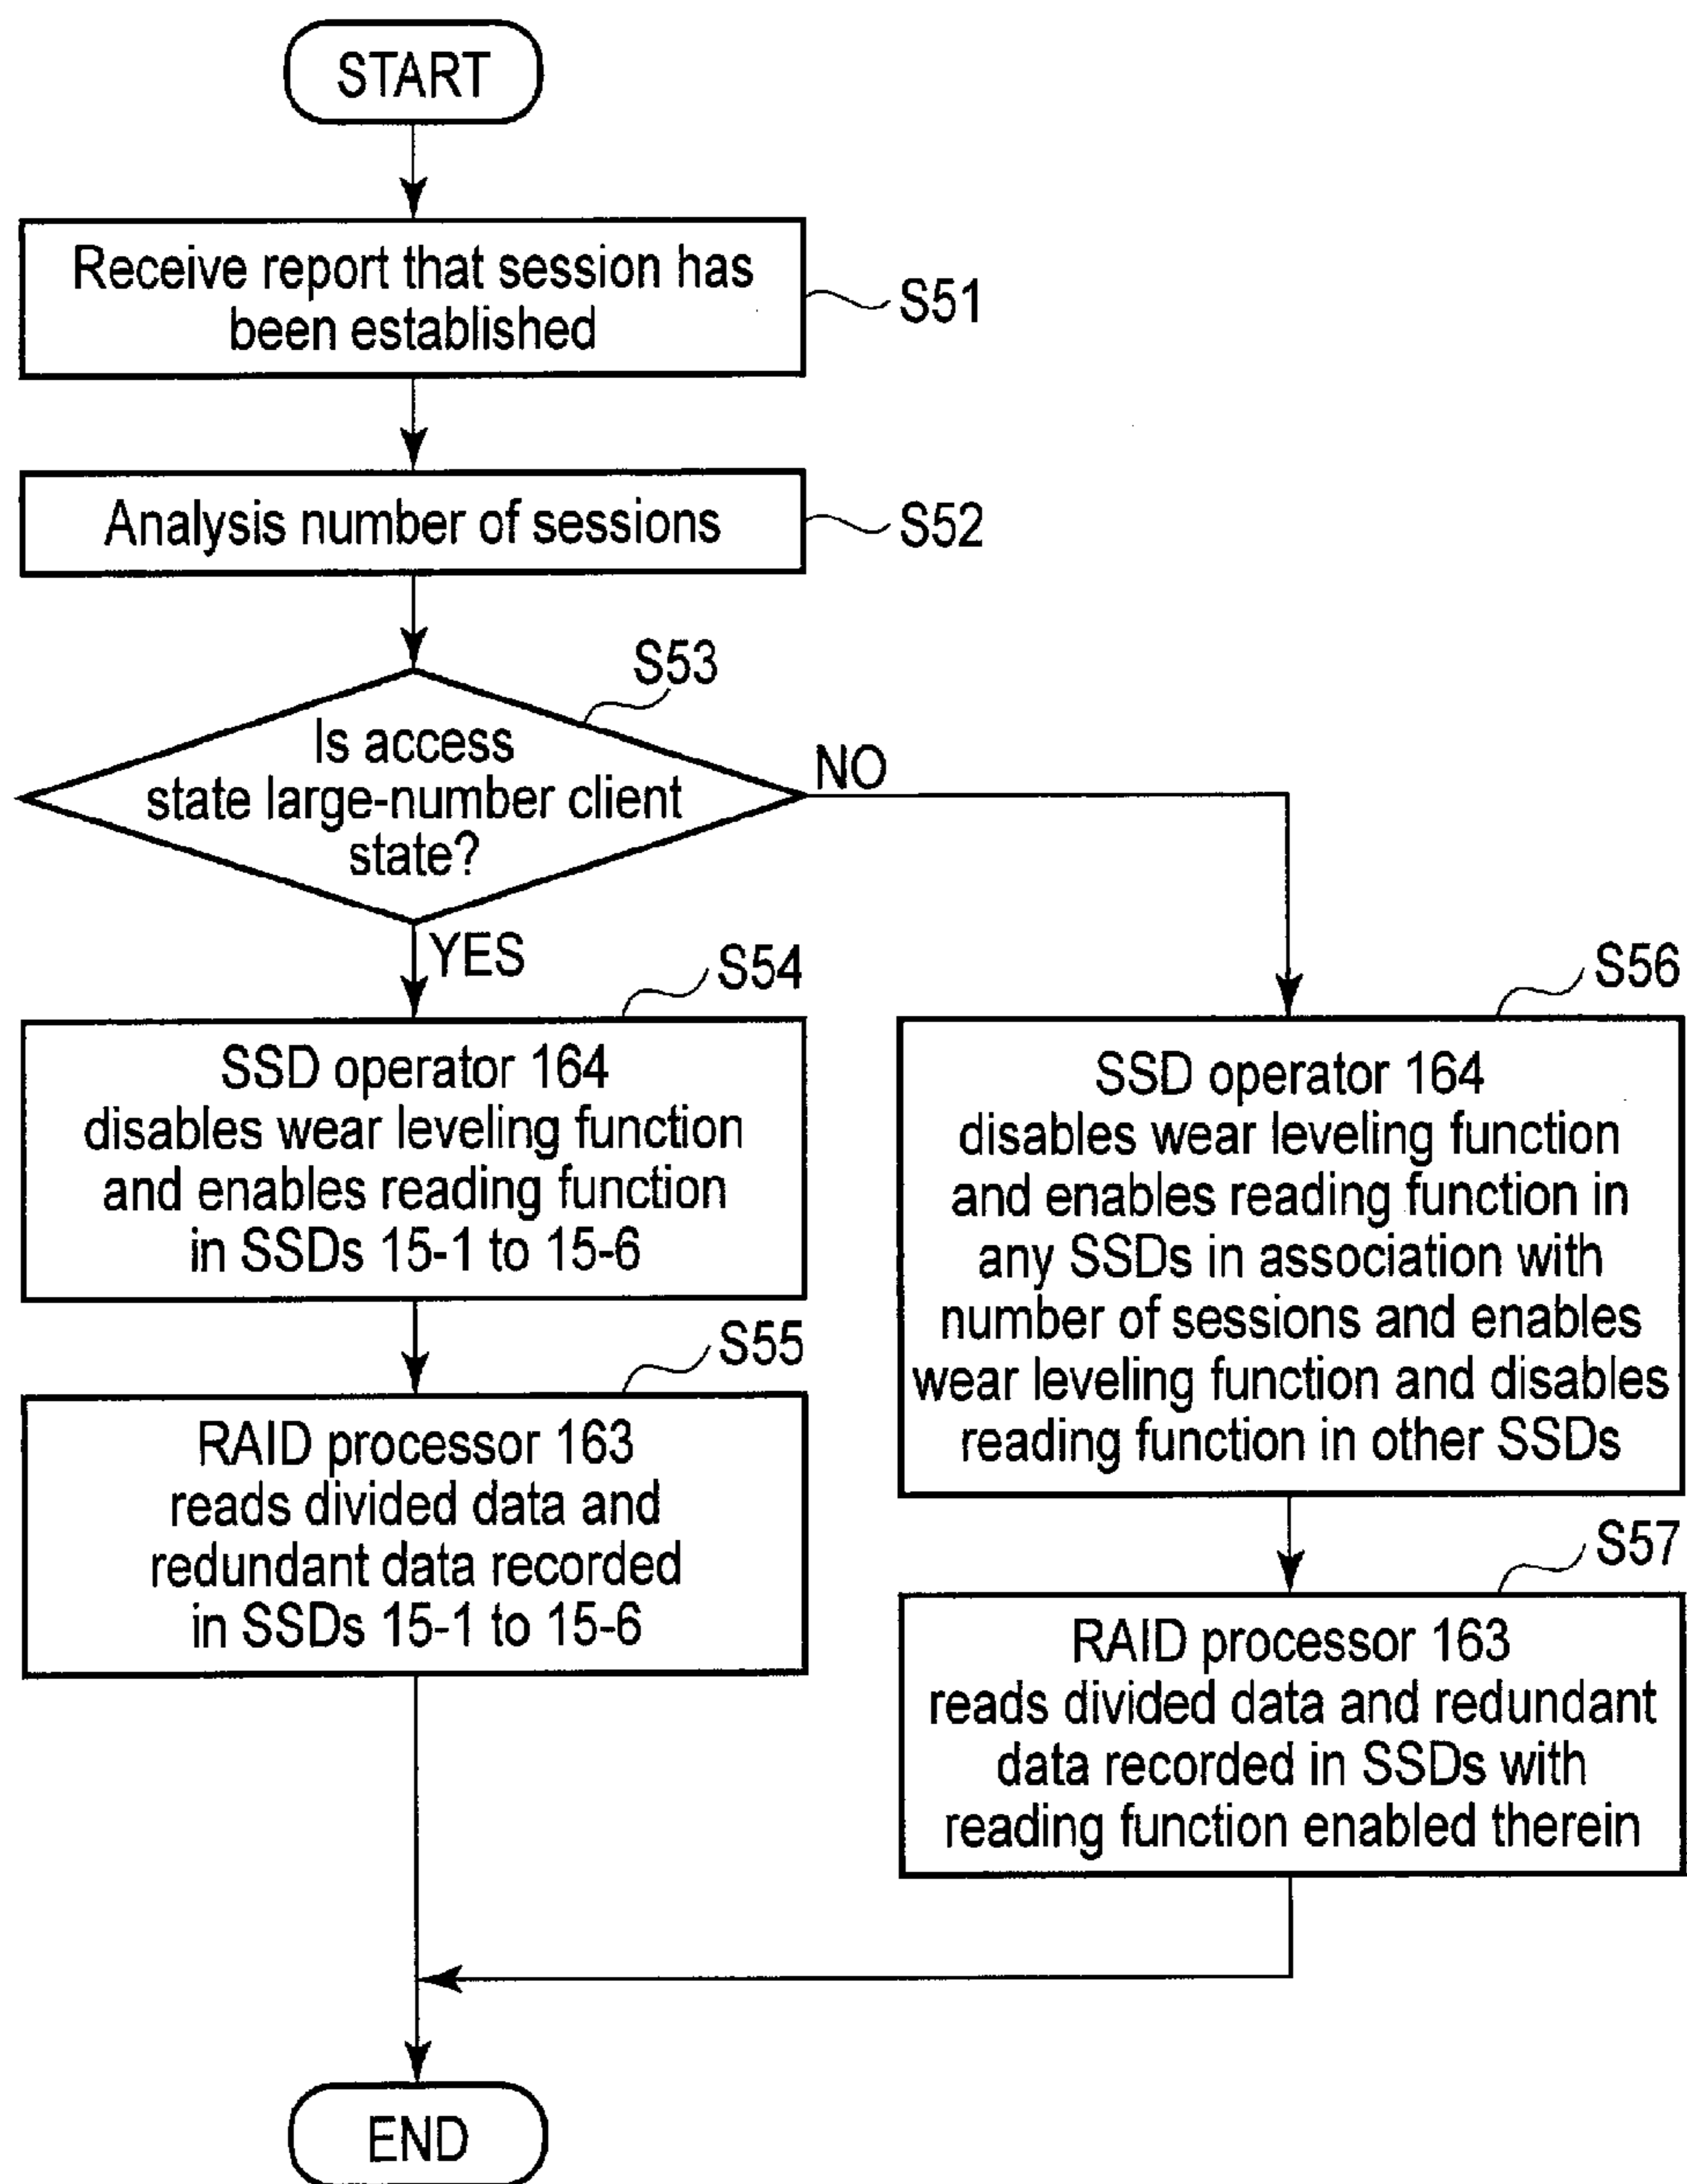 START
Receive report that session has
been established
S51
Analysis number of sessions
S52
S53
Is access
state large-number client
state?
NO
YES
S54
SSD operator 164
disables wear leveling function
and enables reading function
in SSDs 15-1 to 15-6
S55
RAID processor 163
reads divided data and
redundant data recorded
in SSDs 15-1 to 15-6
S56
SSD operator 164
disables wear leveling function
and enables reading function in
any SSDs in association with
number of sessions and enables
wear leveling function and disables
reading function in other SSDs
S57
RAID processor 163
reads divided data and redundant
data recorded in SSDs with
reading function enabled therein
END